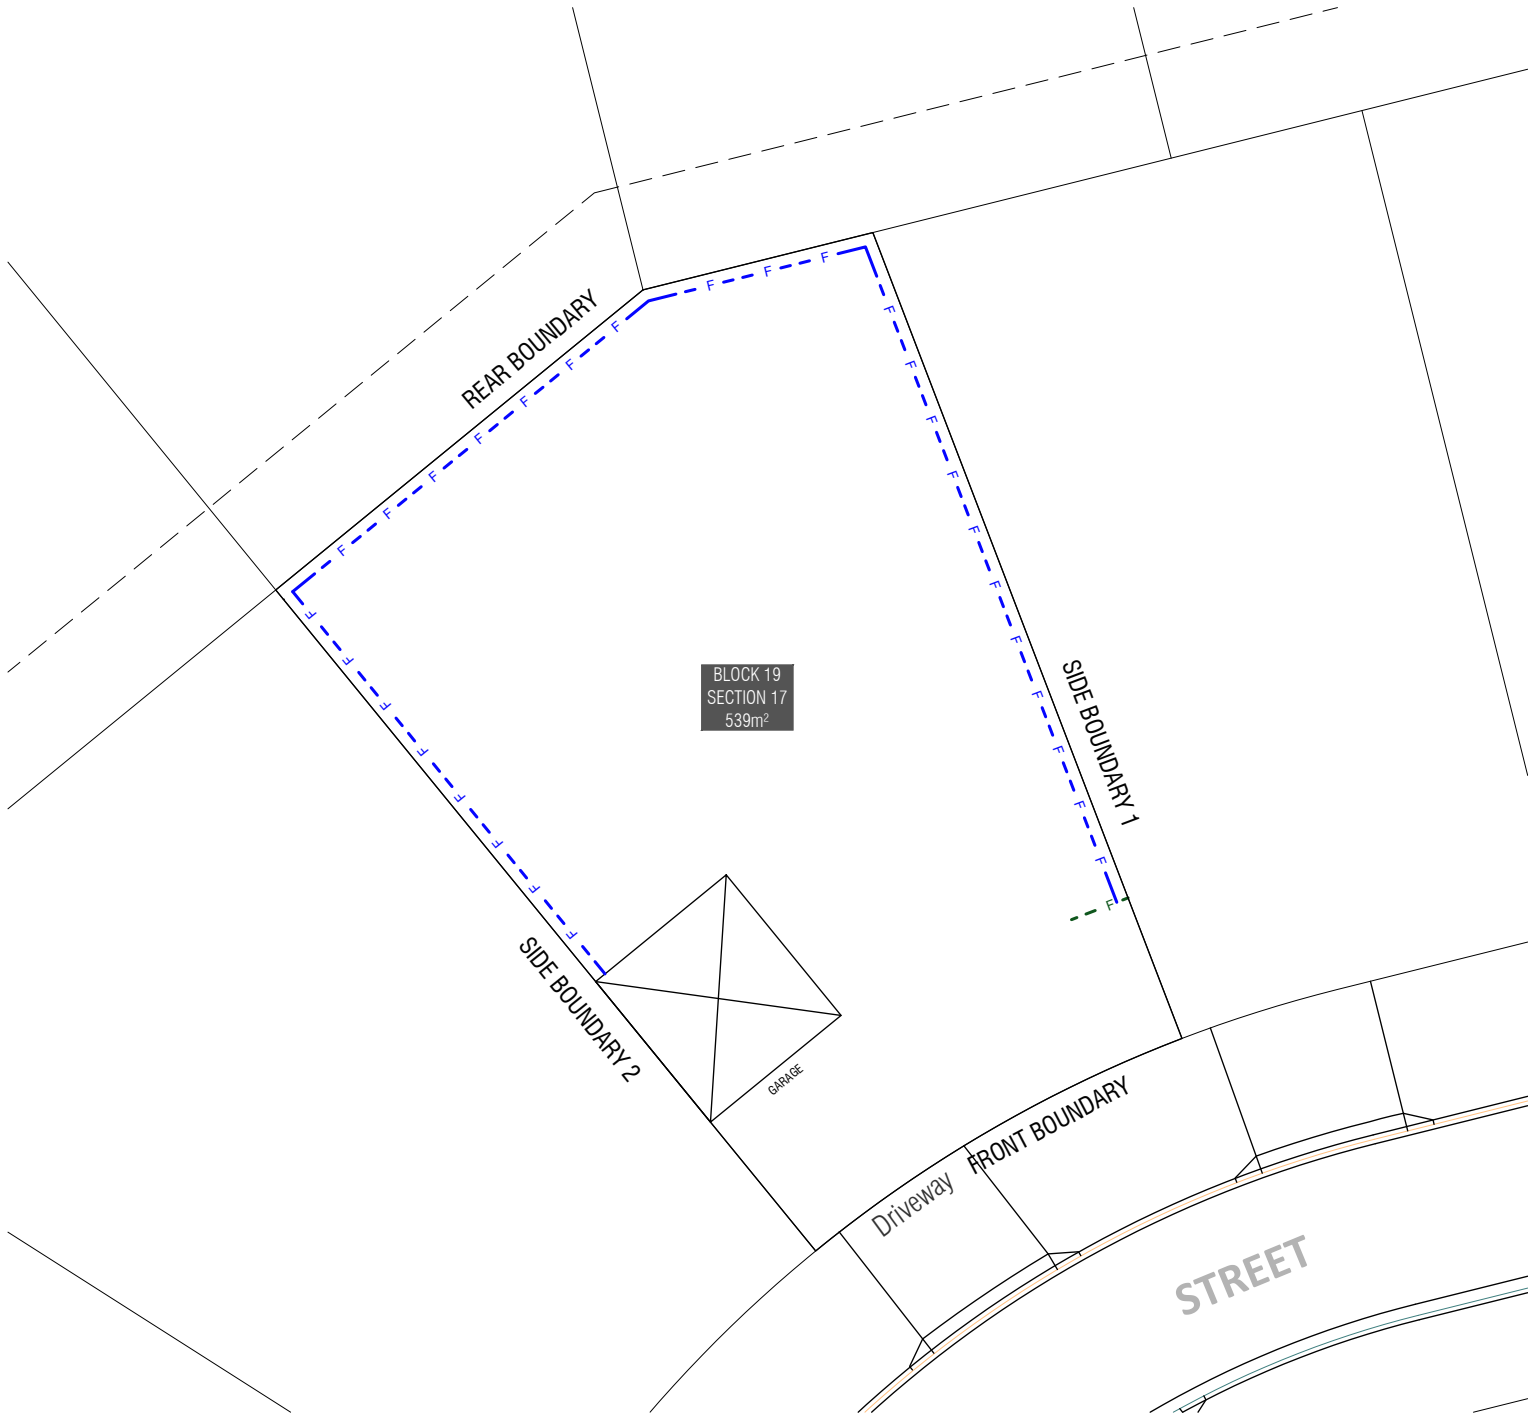 REAR BOUNDARY
F F F
F F F F F F F
F F F F F F F F F F F
F F F F F F F F
BLOCK 19
SECTION 17
539m²
SIDE BOUNDARY 1
F
SIDE BOUNDARY 2
GARAGE
FRONT BOUNDARY
Driveway
STREET